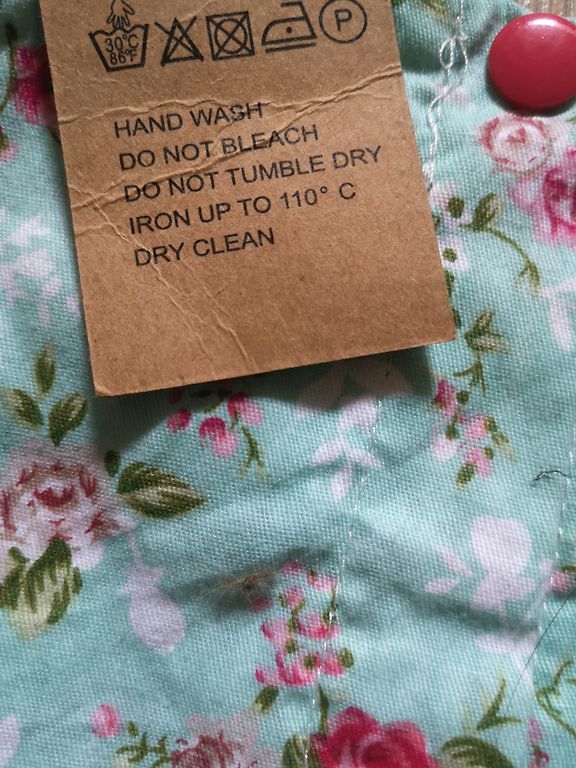 30°C
86°F
P
HAND WASH
DO NOT BLEACH
DO NOT TUMBLE DRY
IRON UP TO 110° C
DRY CLEAN